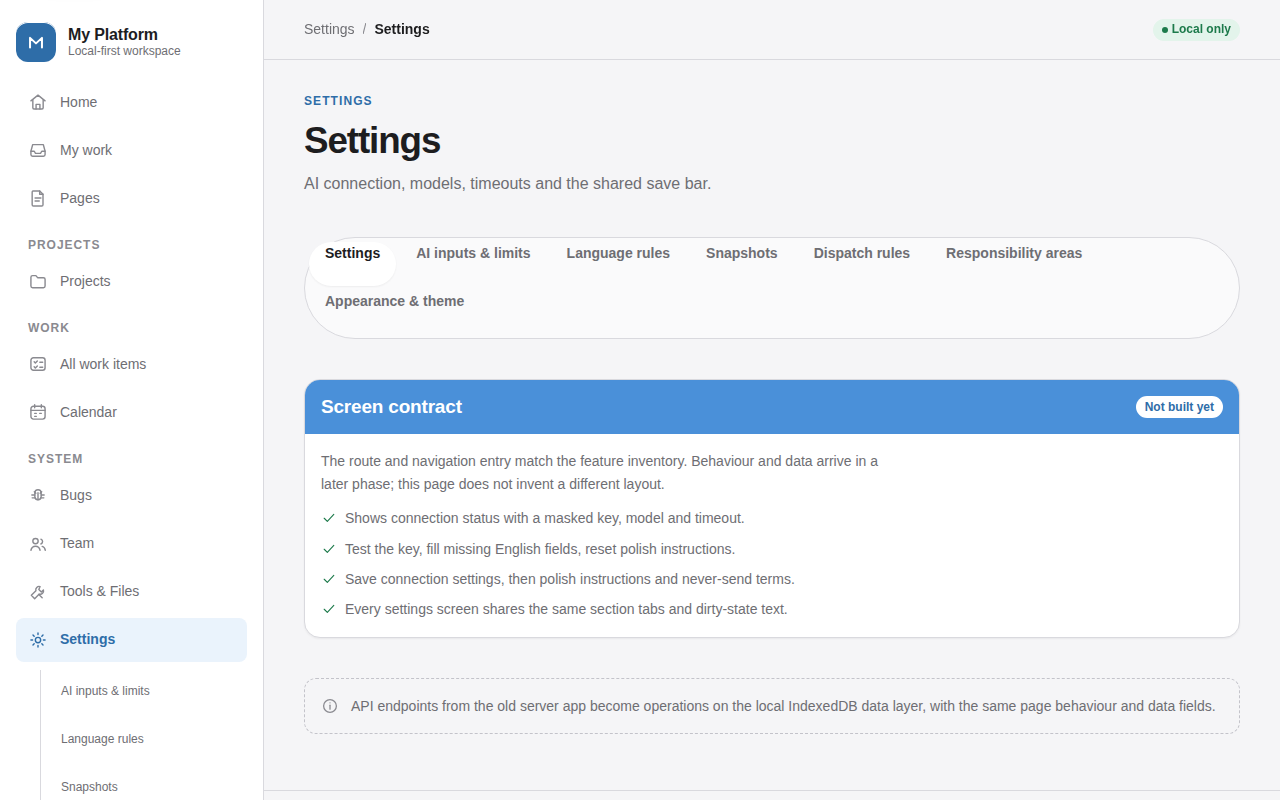 My Platform
Local-first workspace
Home
My work
Pages
PROJECTS
Projects
WORK
All work items
Calendar
SYSTEM
Bugs
Team
Tools & Files
Settings
AI inputs & limits
Language rules
Snapshots
Settings / Settings
Local only
SETTINGS
Settings
AI connection, models, timeouts and the shared save bar.
Settings AI inputs & limits Language rules Snapshots Dispatch rules Responsibility areas
Appearance & theme
Screen contract
Not built yet
The route and navigation entry match the feature inventory. Behaviour and data arrive in a
later phase; this page does not invent a different layout.
Shows connection status with a masked key, model and timeout.
Test the key, fill missing English fields, reset polish instructions.
Save connection settings, then polish instructions and never-send terms.
Every settings screen shares the same section tabs and dirty-state text.
API endpoints from the old server app become operations on the local IndexedDB data layer, with the same page behaviour and data fields.